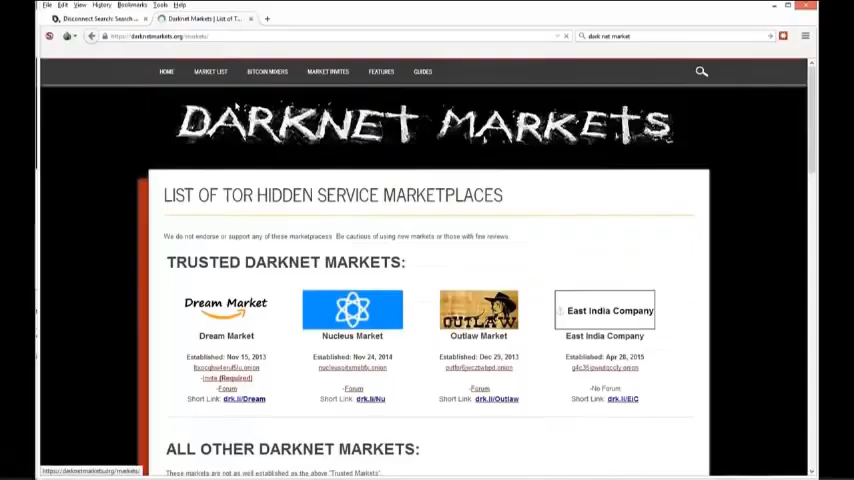 File Edit View History Bookmarks Tools Help
Disconnect Search: Search ... × Darknet Markets | List of T... ×
https://darknetmarkets.org/markets/
dark net market
HOME MARKET LIST BITCOIN MIXERS MARKET INVITES FEATURES GUIDES
DARKNET MARKETS
LIST OF TOR HIDDEN SERVICE MARKETPLACES
We do not endorse or support any of these marketplaces. Be cautious of using new markets or those with few reviews.
TRUSTED DARKNET MARKETS:
Dream Market OUTLAW East India Company
Dream Market Nucleus Market Outlaw Market East India Company
Established: Nov 15, 2013 Established: Nov 24, 2014 Established: Dec 29, 2013 Established: Apr 28, 2015
-Invite (Required)
-Forum -Forum -Forum -No Forum
Short Link: drk.li/Dream Short Link: drk.li/Nu Short Link: drk.li/Outlaw Short Link: drk.li/EIC
ALL OTHER DARKNET MARKETS:
These markets are not as well established as the above "Trusted Markets".
https://darknetmarkets.org/markets/